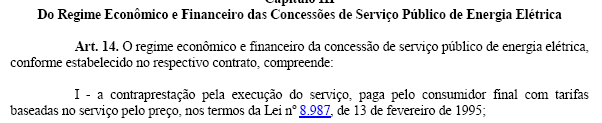 Capítulo III
Do Regime Econômico e Financeiro das Concessões de Serviço Público de Energia Elétrica
Art. 14. O regime econômico e financeiro da concessão de serviço público de energia elétrica,
conforme estabelecido no respectivo contrato, compreende:
I - a contraprestação pela execução do serviço, paga pelo consumidor final com tarifas
baseadas no serviço pelo preço, nos termos da Lei nº 8.987, de 13 de fevereiro de 1995;